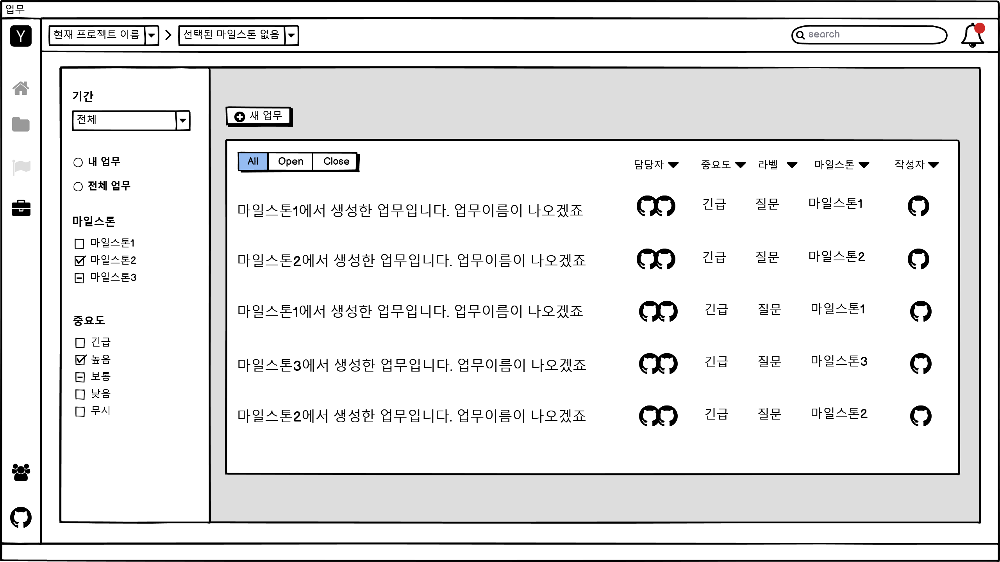 업무
Y
현재 프로젝트 이름
선택된 마일스톤 없음
search
기간
전체
내 업무
전체 업무
마일스톤
마일스톤1
마일스톤2
마일스톤3
중요도
긴급
높음
보통
낮음
무시
새 업무
All Open Close
담당자 중요도 라벨 마일스톤 작성자
마일스톤1에서 생성한 업무입니다. 업무이름이 나오겠죠 긴급 질문 마일스톤1
마일스톤2에서 생성한 업무입니다. 업무이름이 나오겠죠 긴급 질문 마일스톤2
마일스톤1에서 생성한 업무입니다. 업무이름이 나오겠죠 긴급 질문 마일스톤1
마일스톤3에서 생성한 업무입니다. 업무이름이 나오겠죠 긴급 질문 마일스톤3
마일스톤2에서 생성한 업무입니다. 업무이름이 나오겠죠 긴급 질문 마일스톤2